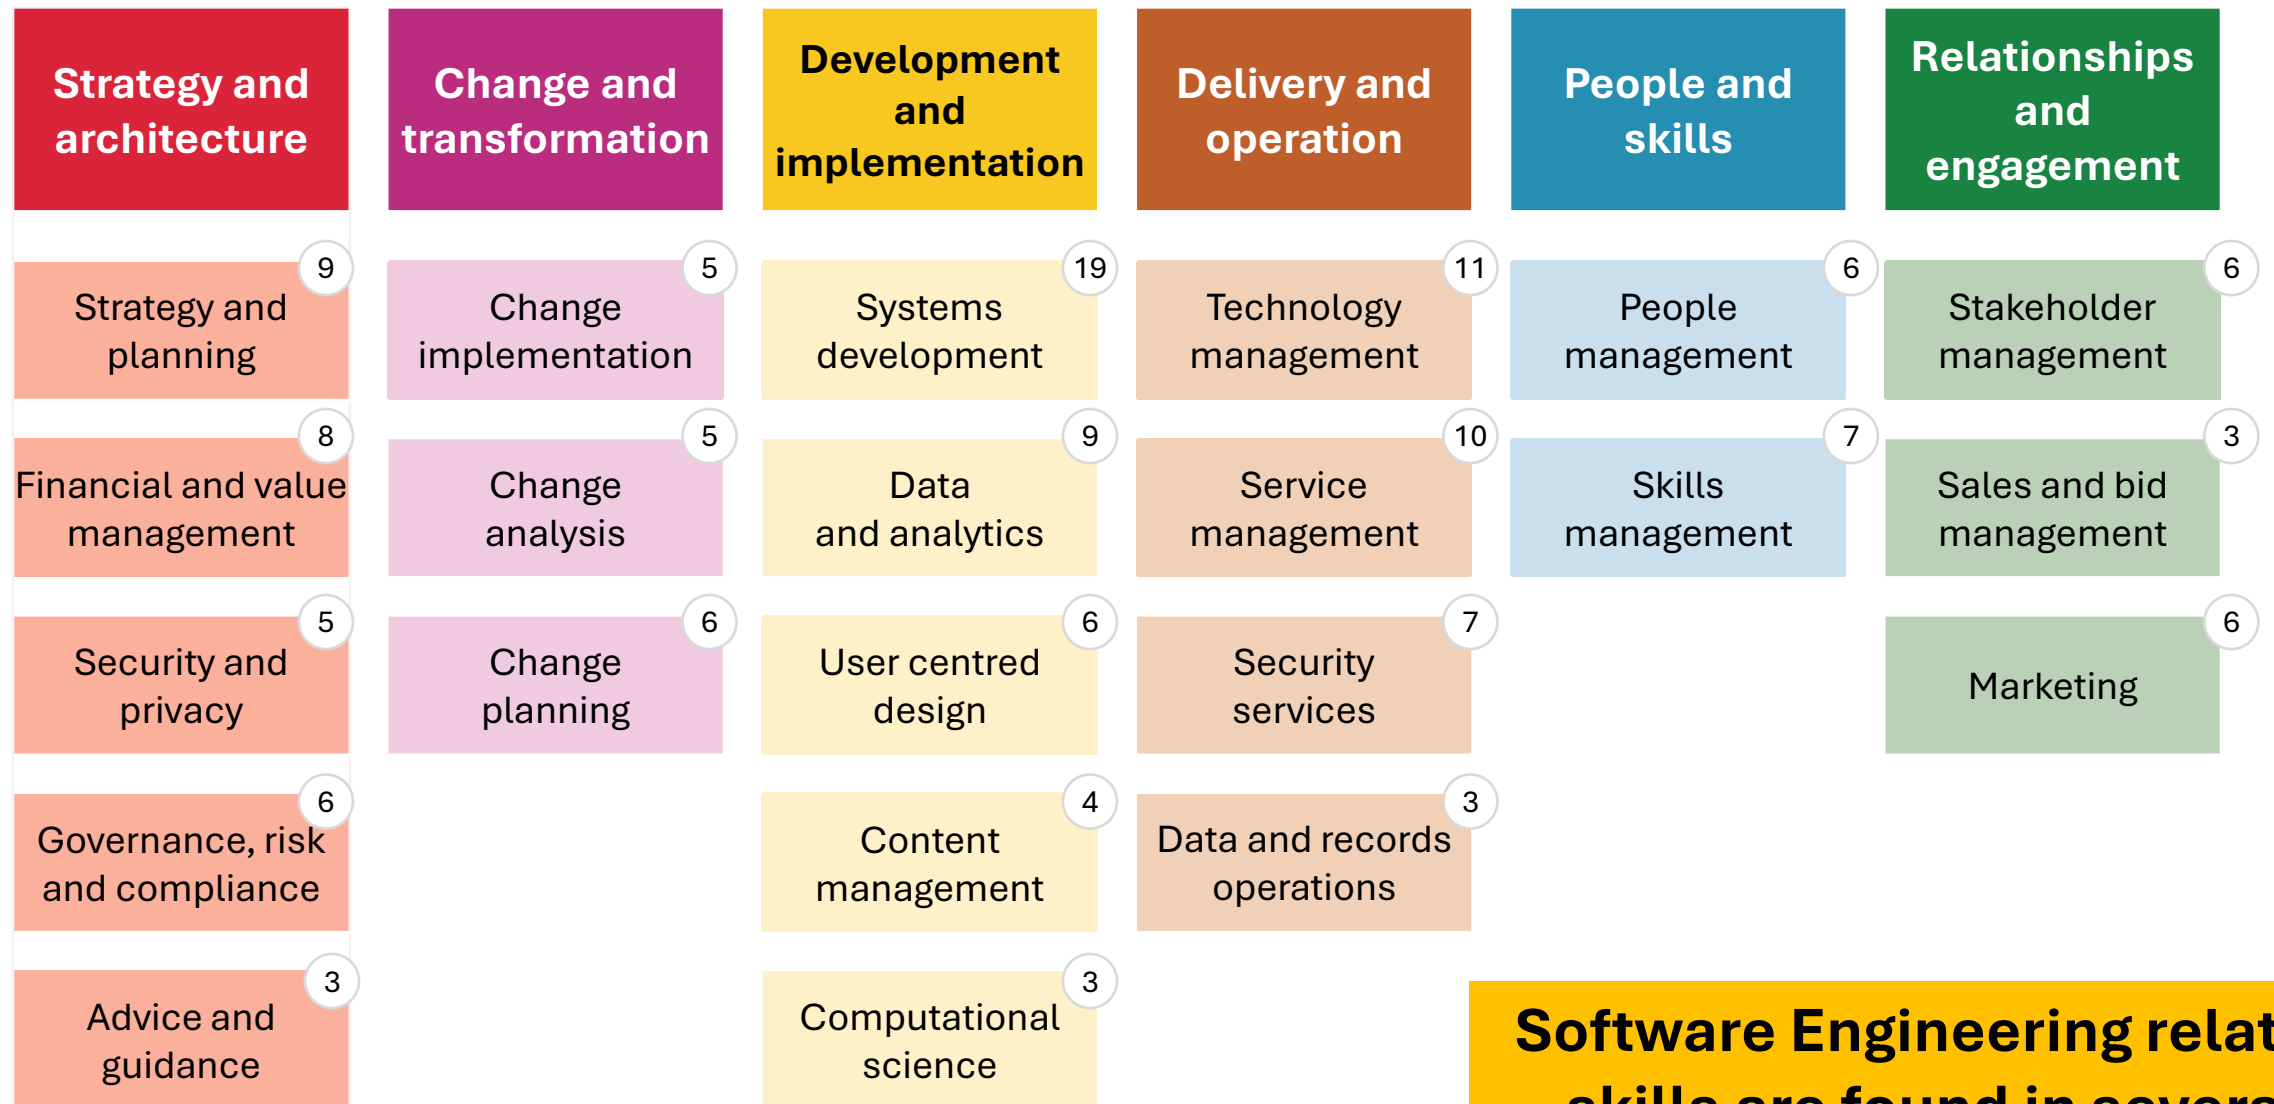 Strategy and
architecture
Change and
transformation
Development
and
implementation
Delivery and
operation
People and
skills
Relationships
and
engagement
9
Strategy and
planning
5
Change
implementation
19
Systems
development
11
Technology
management
6
People
management
6
Stakeholder
management
8
Financial and value
management
5
Change
analysis
9
Data
and analytics
10
Service
management
7
Skills
management
3
Sales and bid
management
5
Security and
privacy
6
Change
planning
6
User centred
design
7
Security
services
6
Marketing
6
Governance, risk
and compliance
4
Content
management
3
Data and records
operations
3
Advice and
guidance
3
Computational
science
Software Engineering relat
skills are found in severa